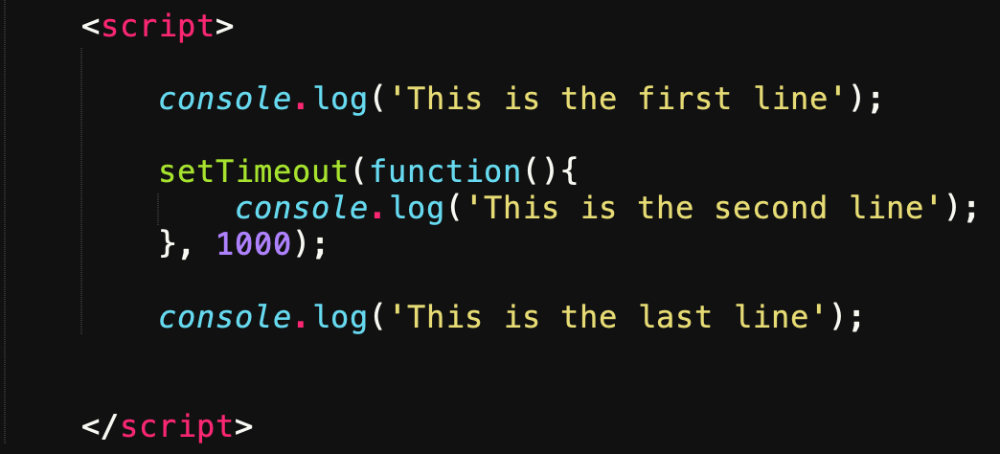 <script>
console.log('This is the first line');
setTimeout(function(){
console.log('This is the second line');
}, 1000);
console.log('This is the last line');
</script>